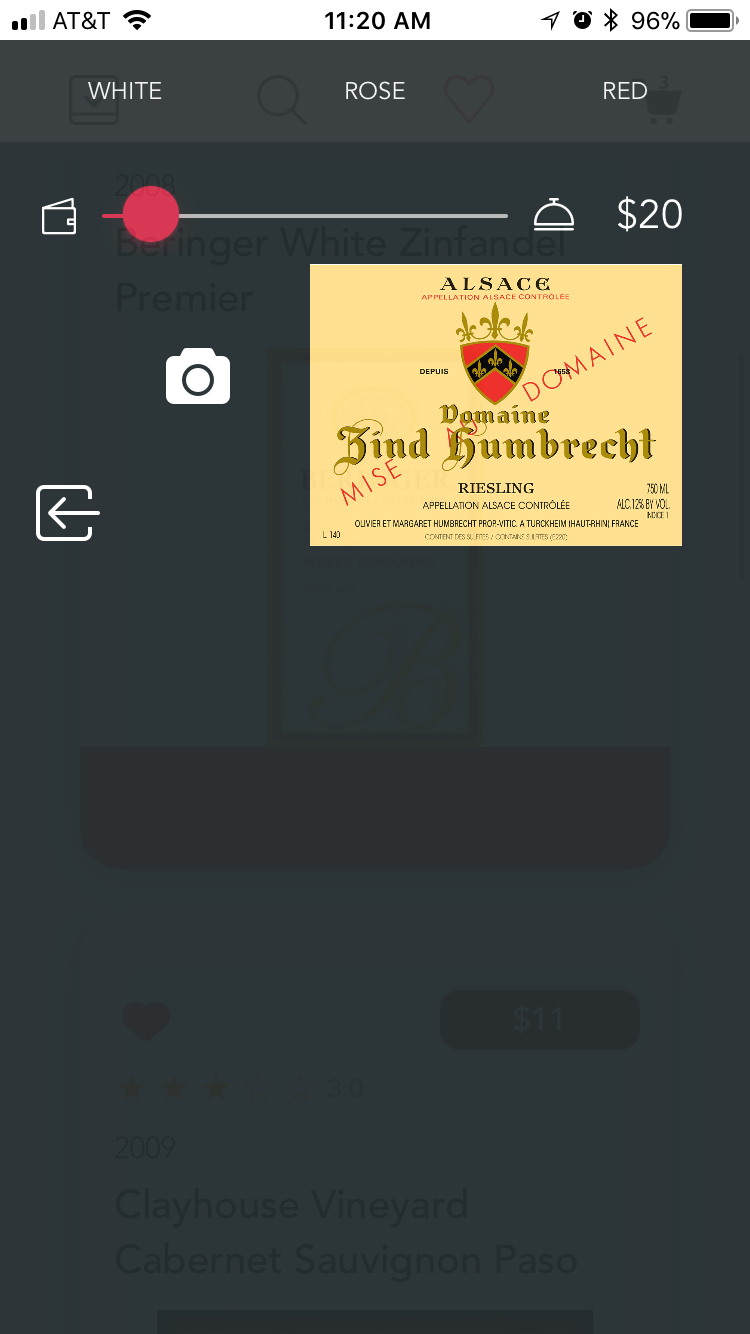 AT&T 11:20 AM 96%
WHITE ROSE RED 3
2008
$20
Beringer White Zinfandel
Premier
ALSACE
APPELLATION ALSACE CONTRÔLÉE
DEPUIS 1658
MISE AU DOMAINE
Domaine
Zind Humbrecht
RIESLING
750 ML
APPELLATION ALSACE CONTRÔLÉE
ALC.12% BY VOL.
INDICE 1
OLIVIER ET MARGARET HUMBRECHT PROP.-VITIC. A TURCKHEIM (HAUT-RHIN) FRANCE
L 140
CONTENT DES SULFITES / CONTAINS SULFITES (E220)
BERINGER
B
$11
3.0
2009
Clayhouse Vineyard
Cabernet Sauvignon Paso